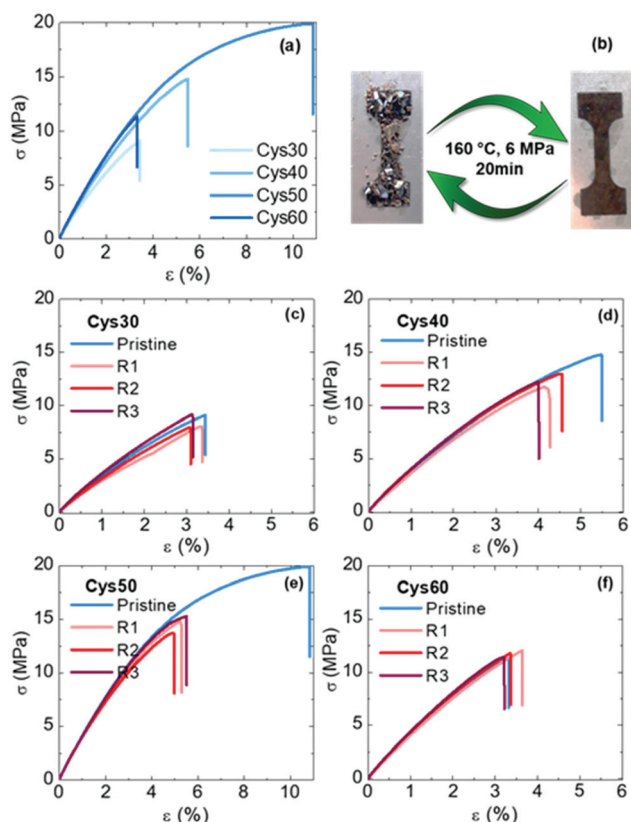 20
15
10
5
0
σ (MPa)
(a)
Cys30
Cys40
Cys50
Cys60
0 2 4 6 8 10
ε (%)
(b)
160 °C, 6 MPa
20min
20
15
10
5
0
σ (MPa)
Cys30
(c)
Pristine
R1
R2
R3
0 1 2 3 4 5 6
ε (%)
20
15
10
5
0
σ (MPa)
Cys40
(d)
Pristine
R1
R2
R3
0 1 2 3 4 5 6
ε (%)
20
15
10
5
0
σ (MPa)
Cys50
(e)
Pristine
R1
R2
R3
0 2 4 6 8 10
ε (%)
20
15
10
5
0
σ (MPa)
Cys60
(f)
Pristine
R1
R2
R3
0 1 2 3 4 5 6
ε (%)